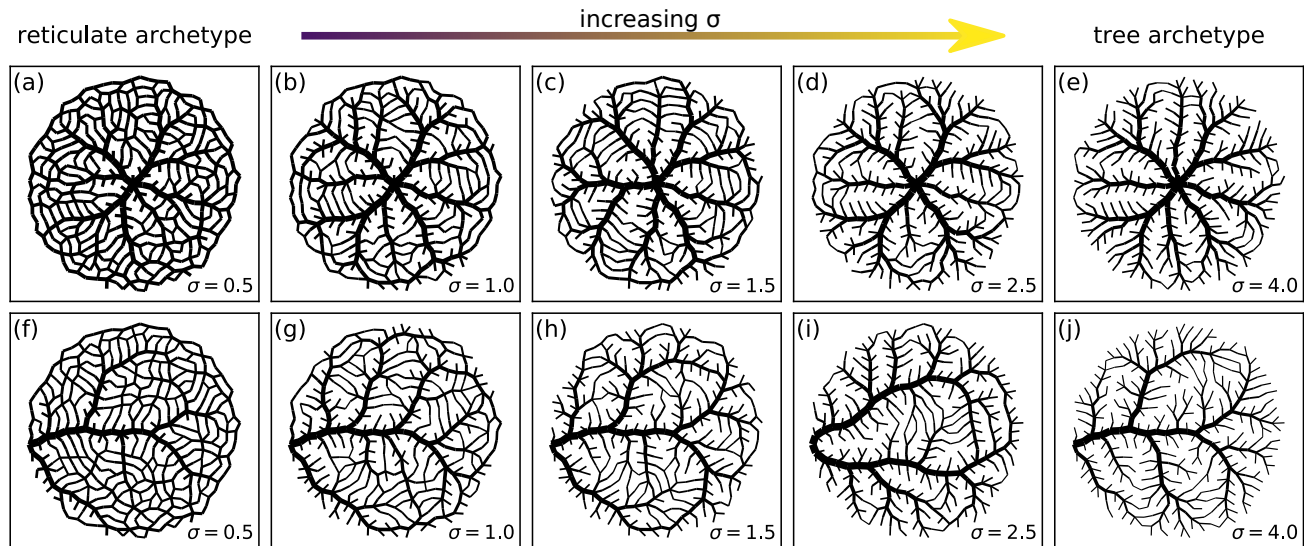 increasing σ
reticulate archetype
tree archetype
(a)
σ = 0.5
(b)
σ = 1.0
(c)
σ = 1.5
(d)
σ = 2.5
(e)
σ = 4.0
(f)
σ = 0.5
(g)
σ = 1.0
(h)
σ = 1.5
(i)
σ = 2.5
(j)
σ = 4.0